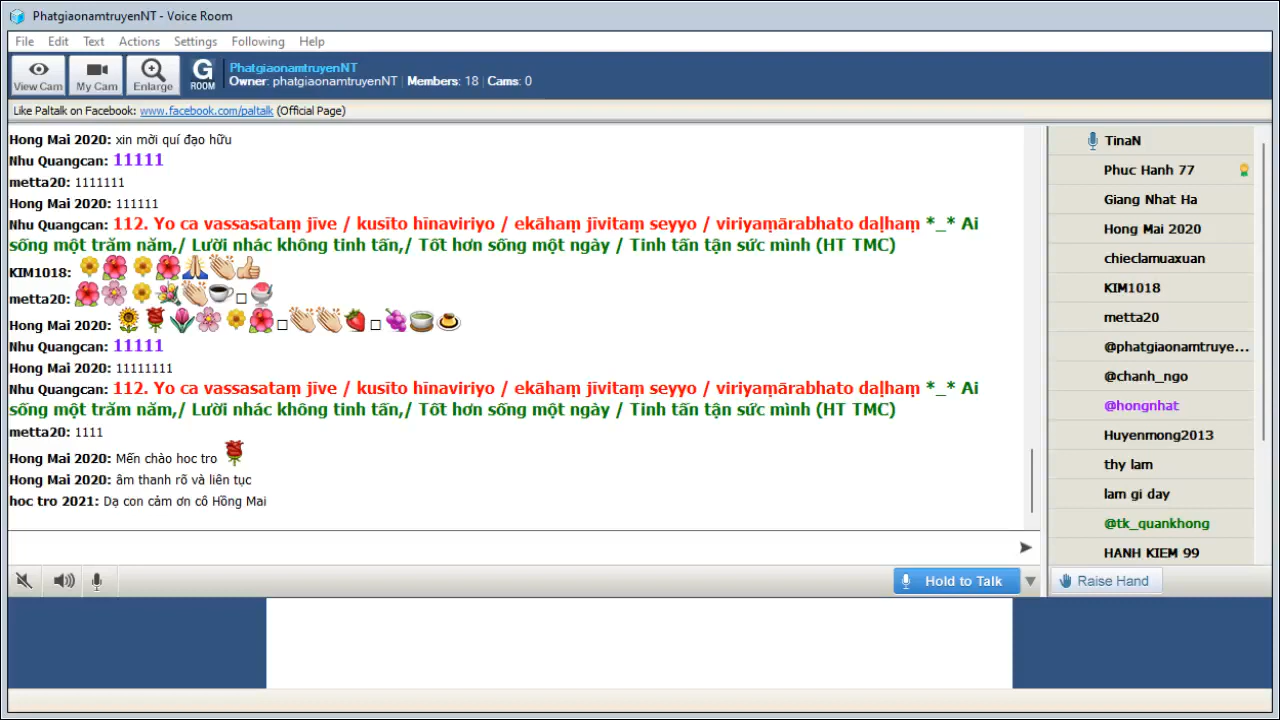 PhatgiaonamtruyenNT - Voice Room
File Edit Text Actions Settings Following Help
View Cam My Cam Enlarge G ROOM
PhatgiaonamtruyenNT
Owner: phatgiaonamtruyenNT | Members: 18 | Cams: 0
Like Paltalk on Facebook: www.facebook.com/paltalk (Official Page)
Hong Mai 2020: xin mời quí đạo hữu
Nhu Quangcan: 11111
metta20: 1111111
Hong Mai 2020: 111111
Nhu Quangcan: 112. Yo ca vassasataṃ jīve / kusīto hīnaviriyo / ekāhaṃ jīvitaṃ seyyo / viriyaṃārabhato daḷhaṃ *_* Ai
sống một trăm năm,/ Lười nhác không tinh tấn,/ Tốt hơn sống một ngày / Tinh tấn tận sức mình (HT TMC)
KIM1018: 🌼🌺🌼🌺🙏👏👍
metta20: 🌺🌸🌼💐👏☕□🍨
Hong Mai 2020: 🌻🌹🌷🌸🌼🌺□👏👏🍓□🍇🍵🍮
Nhu Quangcan: 11111
Hong Mai 2020: 11111111
Nhu Quangcan: 112. Yo ca vassasataṃ jīve / kusīto hīnaviriyo / ekāhaṃ jīvitaṃ seyyo / viriyaṃārabhato daḷhaṃ *_* Ai
sống một trăm năm,/ Lười nhác không tinh tấn,/ Tốt hơn sống một ngày / Tinh tấn tận sức mình (HT TMC)
metta20: 1111
Hong Mai 2020: Mến chào hoc tro 🌹
Hong Mai 2020: âm thanh rõ và liên tục
hoc tro 2021: Dạ con cảm ơn cô Hồng Mai
Hold to Talk
TinaN
Phuc Hanh 77
Giang Nhat Ha
Hong Mai 2020
chieclamuaxuan
KIM1018
metta20
@phatgiaonamtruye...
@chanh_ngo
@hongnhat
Huyenmong2013
thy lam
lam gi day
@tk_quankhong
HANH KIEM 99
Raise Hand